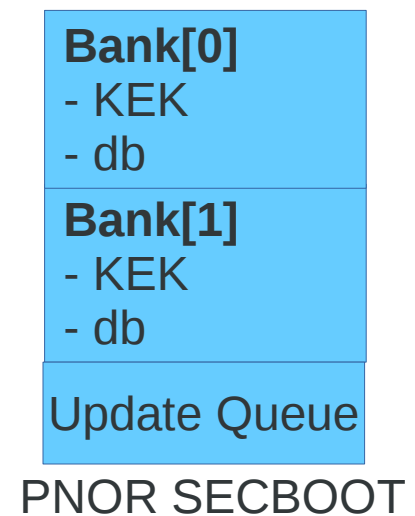 Bank[0]
- KEK
- db
Bank[1]
- KEK
- db
Update Queue
PNOR SECBOOT